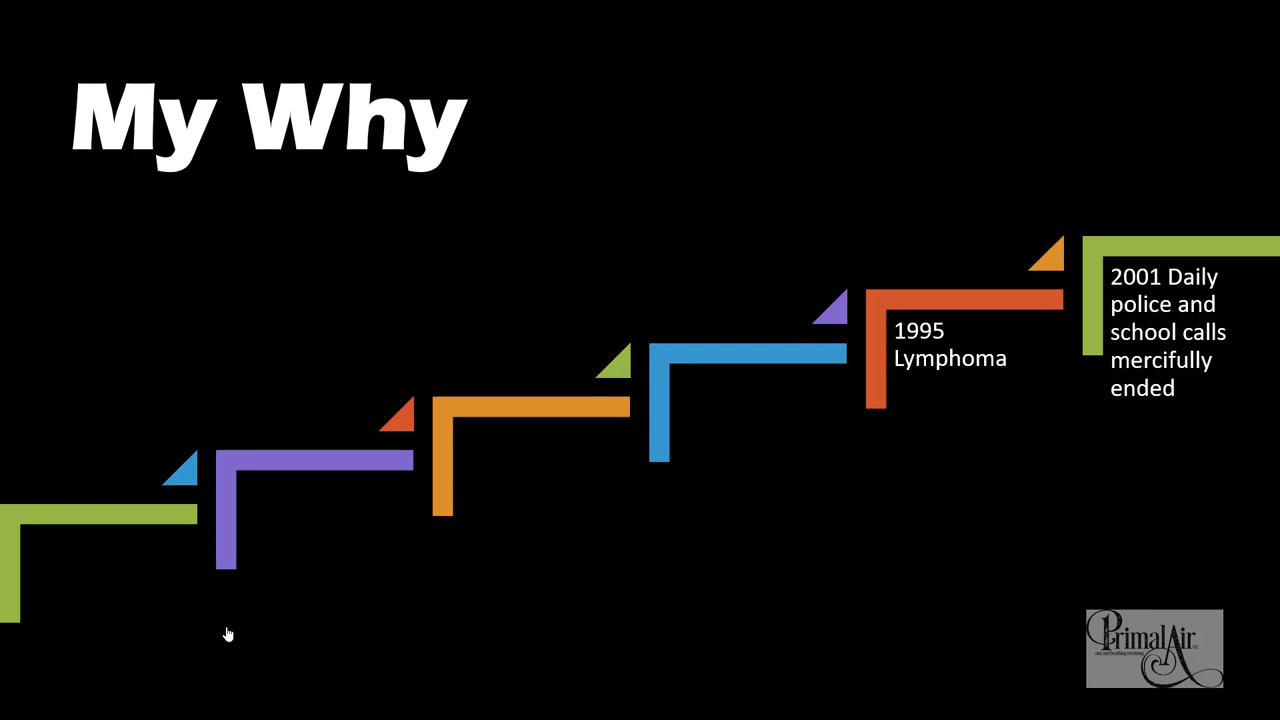 My Why
1995
Lymphoma
2001 Daily
police and
school calls
mercifully
ended
PrimalAir